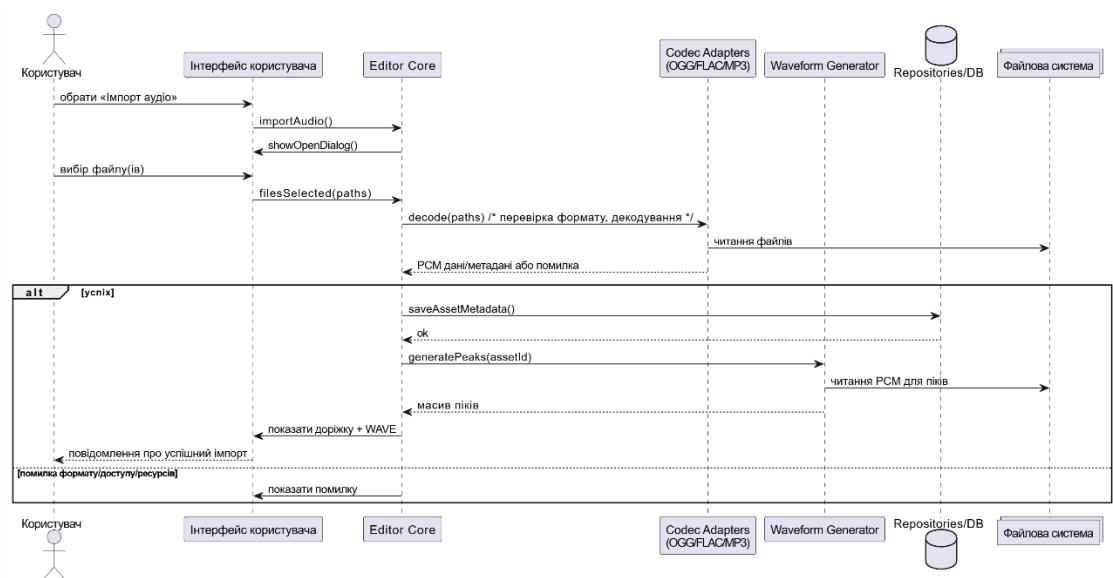 Користувач
Інтерфейс користувача
Editor Core
Codec Adapters
(OGG/FLAC/MP3)
Waveform Generator
Repositories/DB
Файлова система
обрати «Імпорт аудіо»
importAudio()
showOpenDialog()
вибір файлу(ів)
filesSelected(paths)
decode(paths) /* перевірка формату, декодування */
читання файлів
PCM дані/метадані або помилка
alt
[успіх]
saveAssetMetadata()
ok
generatePeaks(assetId)
читання PCM для піків
масив піків
показати доріжку + WAVE
повідомлення про успішний імпорт
[помилка формату/доступу/ресурсів]
показати помилку
Користувач
Інтерфейс користувача
Editor Core
Codec Adapters
(OGG/FLAC/MP3)
Waveform Generator
Repositories/DB
Файлова система